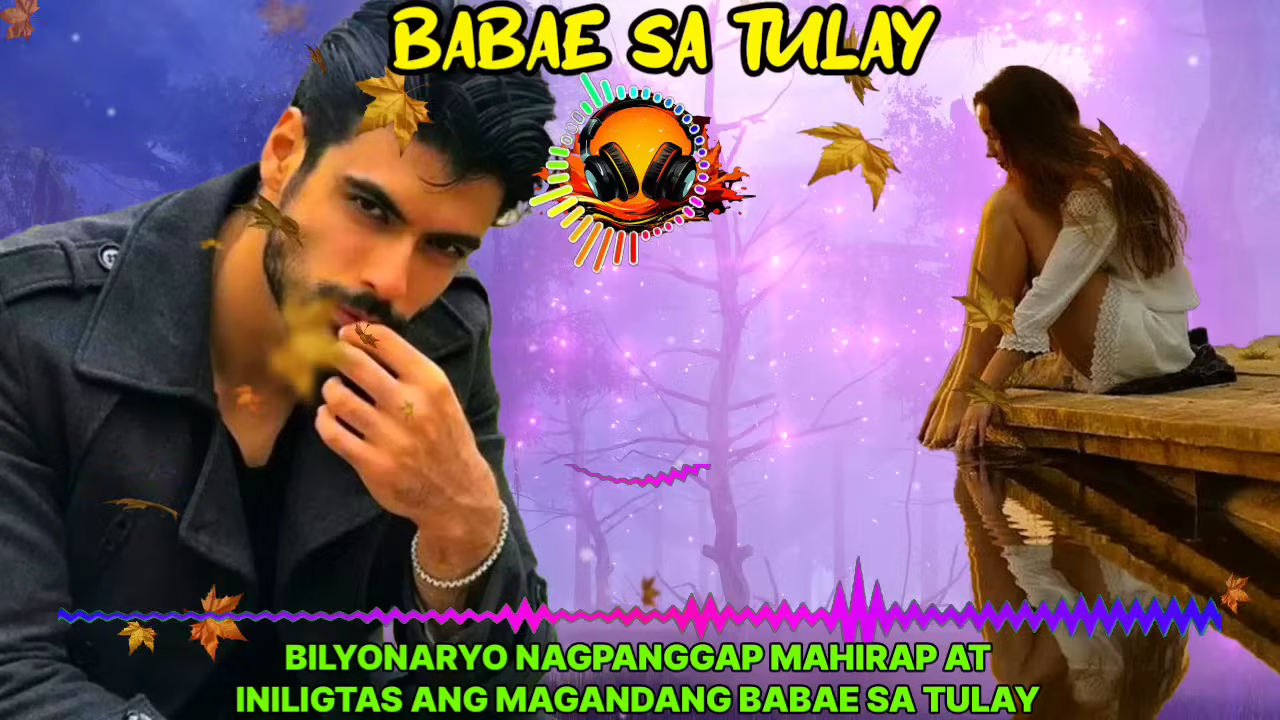 BABAE SA TULAY
BILYONARYO NAGPANGGAP MAHIRAP AT
INILIGTAS ANG MAGANDANG BABAE SA TULAY